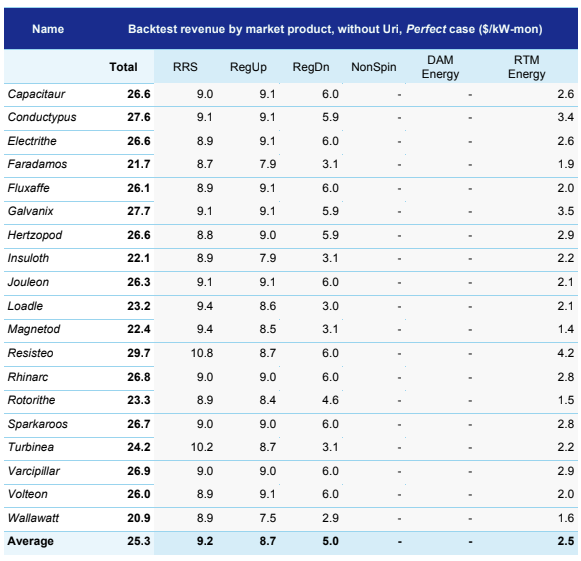 Name Backtest revenue by market product, without Uri, Perfect case ($/kW-mon)
Total RRS RegUp RegDn NonSpin DAM Energy RTM Energy
Capacitaur 26.6 9.0 9.1 6.0 - - 2.6
Conductypus 27.6 9.1 9.1 5.9 - - 3.4
Electrithe 26.6 8.9 9.1 6.0 - - 2.6
Faradamos 21.7 8.7 7.9 3.1 - - 1.9
Fluxaffe 26.1 8.9 9.1 6.0 - - 2.0
Galvanix 27.7 9.1 9.1 5.9 - - 3.5
Hertzopod 26.6 8.8 9.0 5.9 - - 2.9
Insuloth 22.1 8.9 7.9 3.1 - - 2.2
Jouleon 26.3 9.1 9.1 6.0 - - 2.1
Loadle 23.2 9.4 8.6 3.0 - - 2.1
Magnetod 22.4 9.4 8.5 3.1 - - 1.4
Resisteo 29.7 10.8 8.7 6.0 - - 4.2
Rhinarc 26.8 9.0 9.0 6.0 - - 2.8
Rotorithe 23.3 8.9 8.4 4.6 - - 1.5
Sparkaroos 26.7 9.0 9.0 6.0 - - 2.8
Turbinea 24.2 10.2 8.7 3.1 - - 2.2
Varcipillar 26.9 9.0 9.0 6.0 - - 2.9
Volteon 26.0 8.9 9.1 6.0 - - 2.0
Wallawatt 20.9 8.9 7.5 2.9 - - 1.6
Average 25.3 9.2 8.7 5.0 - - 2.5